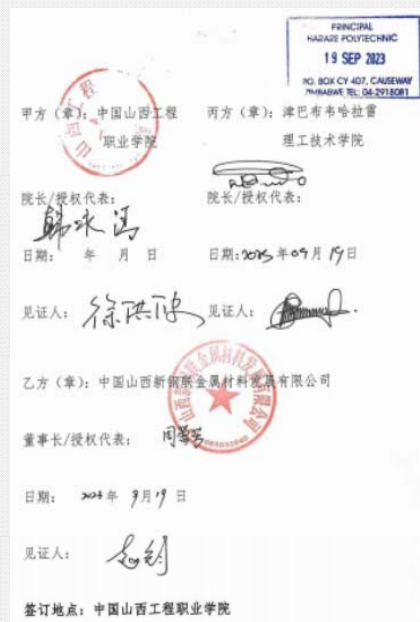 PRINCIPAL
HARARE POLYTECHNIC
19 SEP 2023
P.O. BOX CY 407, CAUSEWAY
ZIMBABWE TEL: 04-2918081
甲方（章）：中国山西工程
职业学院
丙方（章）：津巴布韦哈拉雷
理工技术学院
院长/授权代表：
院长/授权代表：
日期： 年 月 日
日期：2023年09月19日
见证人：
见证人：
乙方（章）：中国山西新钢联金属材料发展有限公司
董事长/授权代表：
日期： 2023年 9月19日
见证人：
签订地点：中国山西工程职业学院